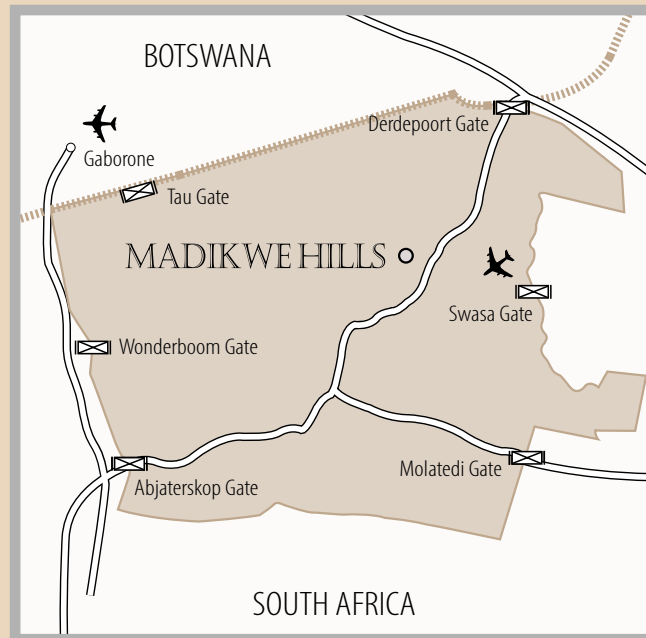 BOTSWANA
Derdepoort Gate
Gaborone
Tau Gate
MADIKWE HILLS
Swasa Gate
Wonderboom Gate
Molatedi Gate
Abjaterskop Gate
SOUTH AFRICA